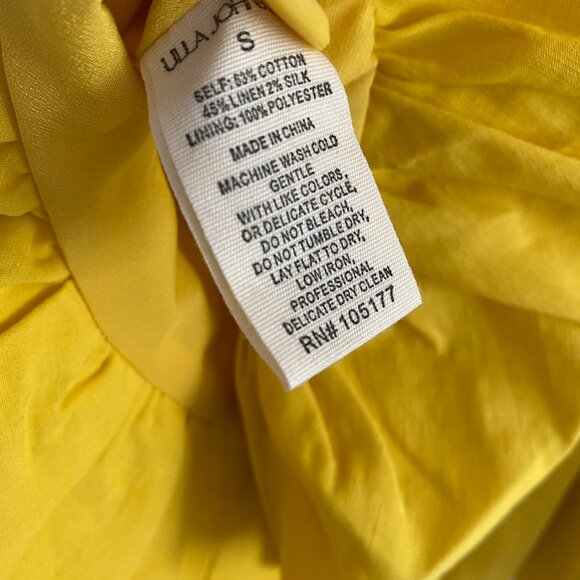 ULLA JOH
S
SELF: 53% COTTON
45% LINEN 2% SILK
LINING: 100% POLYESTER
MADE IN CHINA
MACHINE WASH COLD
GENTLE
WITH LIKE COLORS,
OR DELICATE CYCLE,
DO NOT BLEACH,
DO NOT TUMBLE DRY,
LAY FLAT TO DRY,
LOW IRON,
PROFESSIONAL
DELICATE DRY CLEAN
RN# 105177